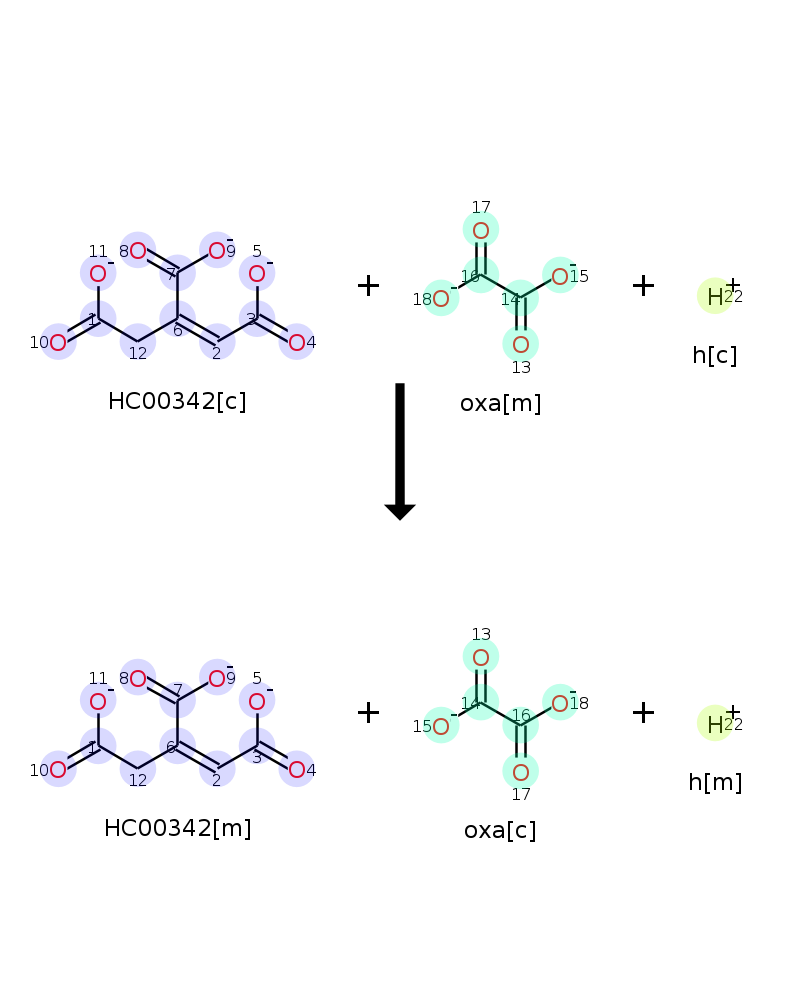 17
11 8 O O - 9 5 O
O - O - + 16 O - 15 + H + 22
18 O - 14
1 7 6 3
10 O 12 2 O 4 O h[c]
13
HC00342[c] oxa[m]
13
11 8 O O - 9 5 O
O - O - + 14 O - 18 + H + 22
15 O - 16
1 7 6 3
10 O 12 2 O 4 O h[m]
17
HC00342[m] oxa[c]